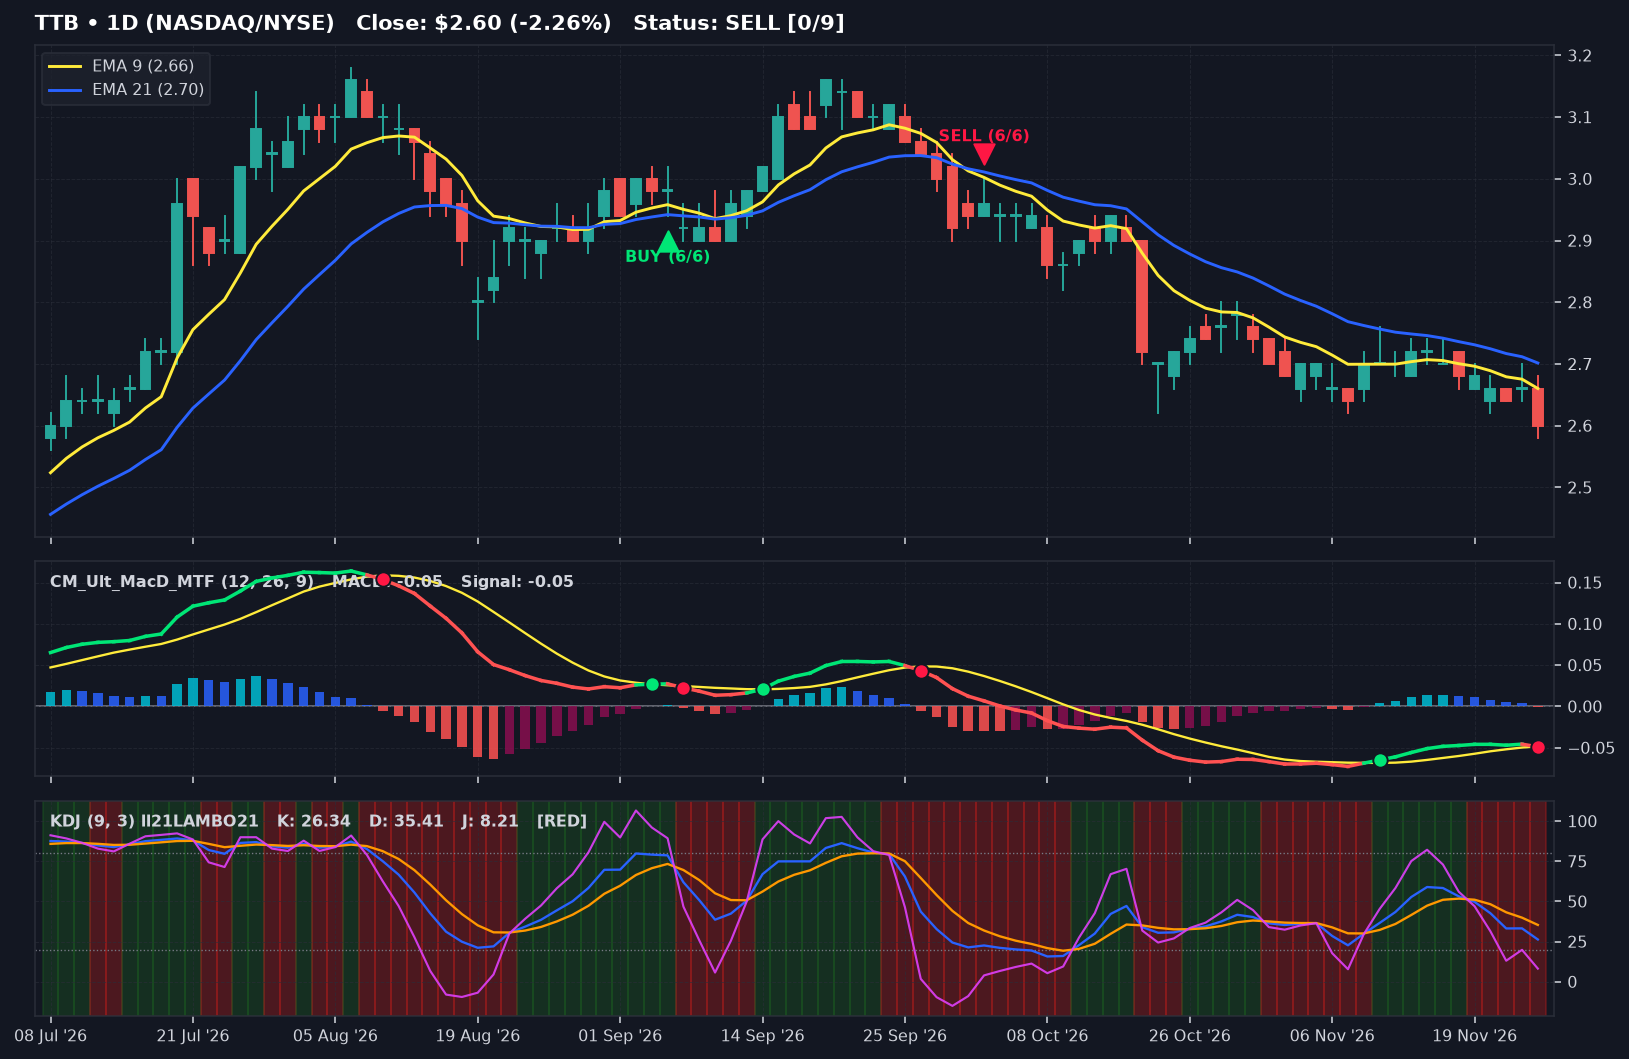 TTB • 1D (NASDAQ/NYSE)   Close: $2.60 (-2.26%)   Status: SELL [0/9]
EMA 9 (2.66)
EMA 21 (2.70)
3.2
3.1
3.0
2.9
2.8
2.7
2.6
2.5
SELL (6/6)
BUY (6/6)
CM_Ult_MacD_MTF (12, 26, 9)   MACD: -0.05   Signal: -0.05
0.15
0.10
0.05
0.00
−0.05
KDJ (9, 3) II21LAMBO21   K: 26.34   D: 35.41   J: 8.21   [RED]
100
75
50
25
0
08 Jul '26
21 Jul '26
05 Aug '26
19 Aug '26
01 Sep '26
14 Sep '26
25 Sep '26
08 Oct '26
26 Oct '26
06 Nov '26
19 Nov '26